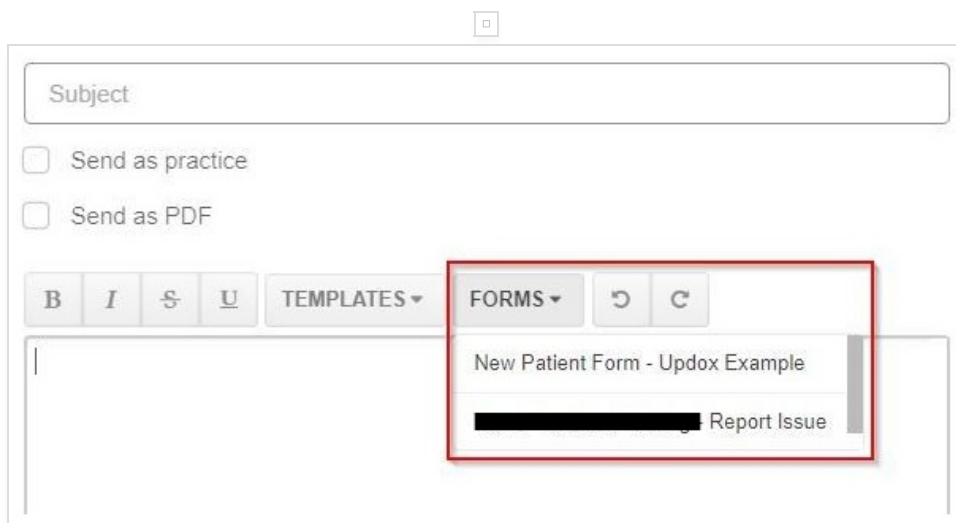 Subject
Send as practice
Send as PDF
B I S U TEMPLATES FORMS
New Patient Form - Updox Example
- Report Issue